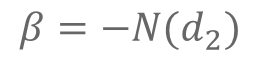 β = −N(d₂)